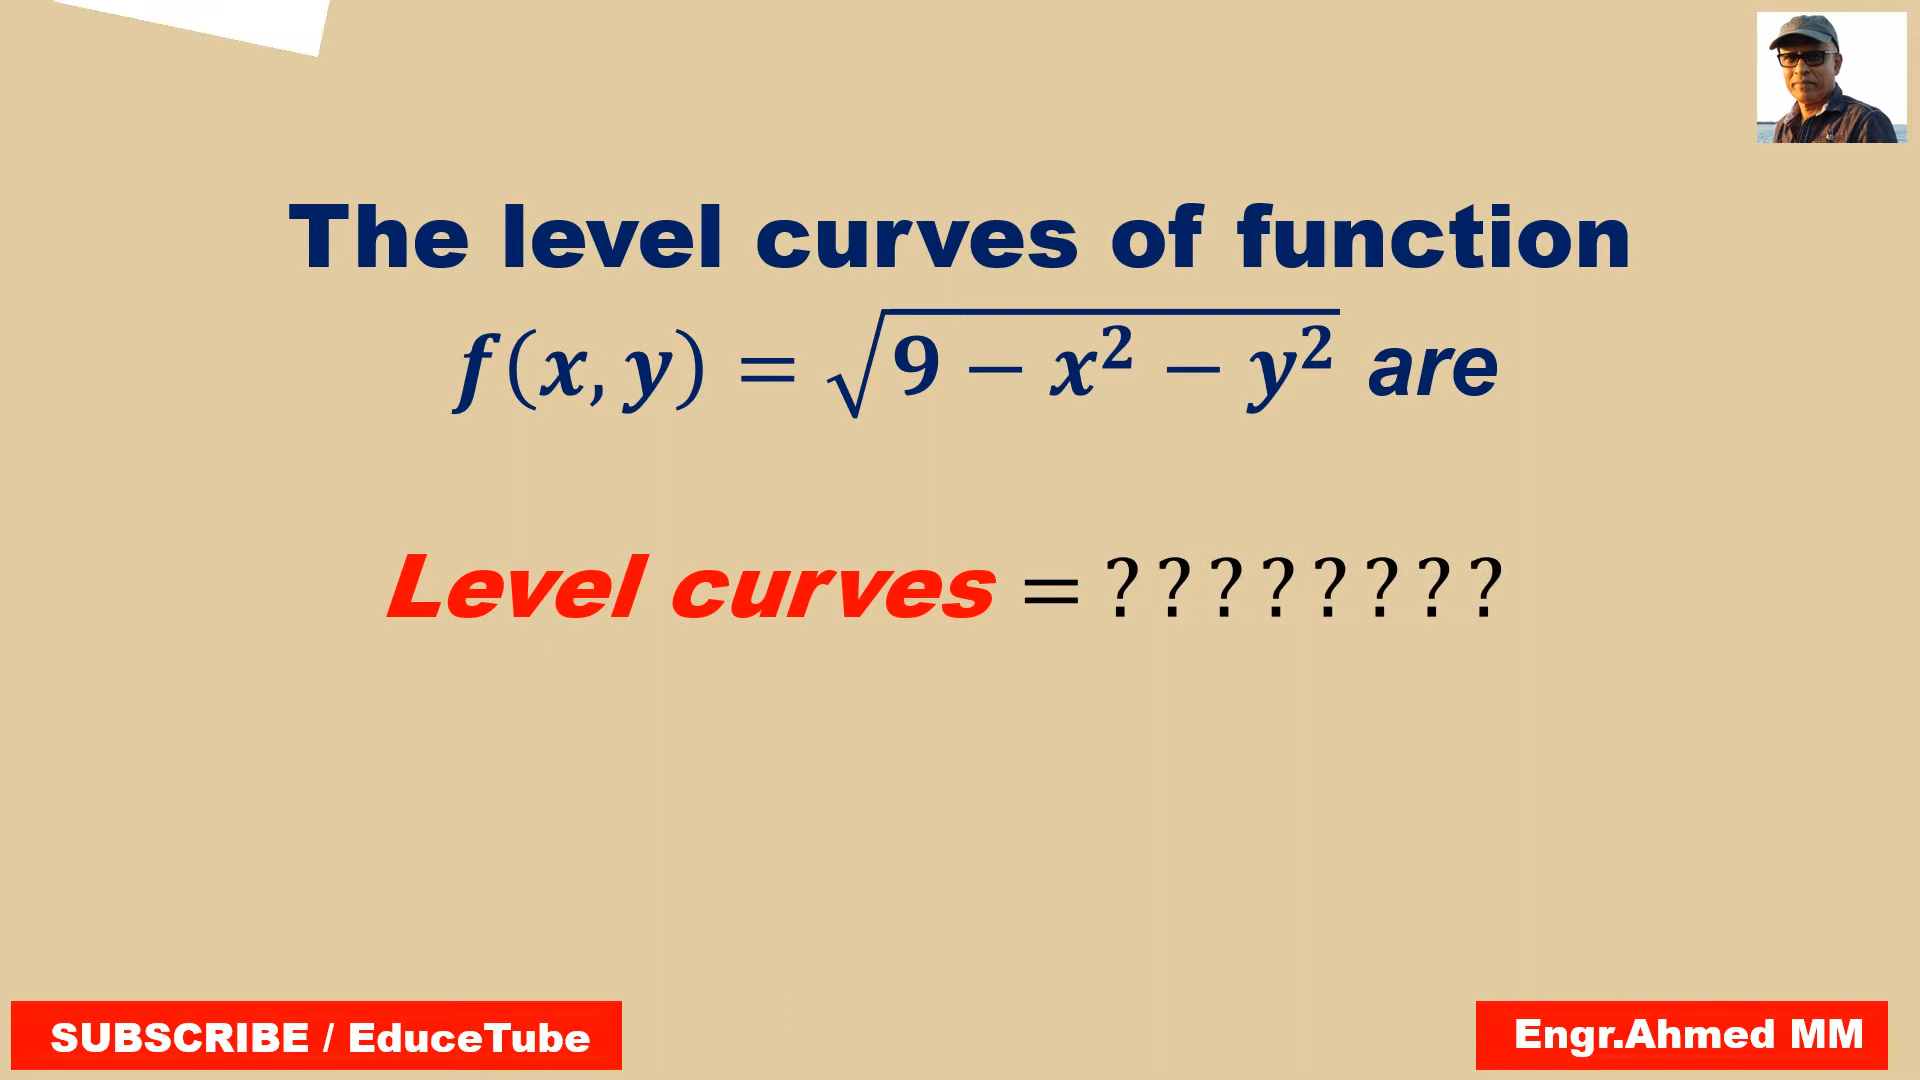 The level curves of function
f(x, y) = √9 − x² − y² are
Level curves = ? ? ? ? ? ? ? ?
SUBSCRIBE / EduceTube
Engr.Ahmed MM